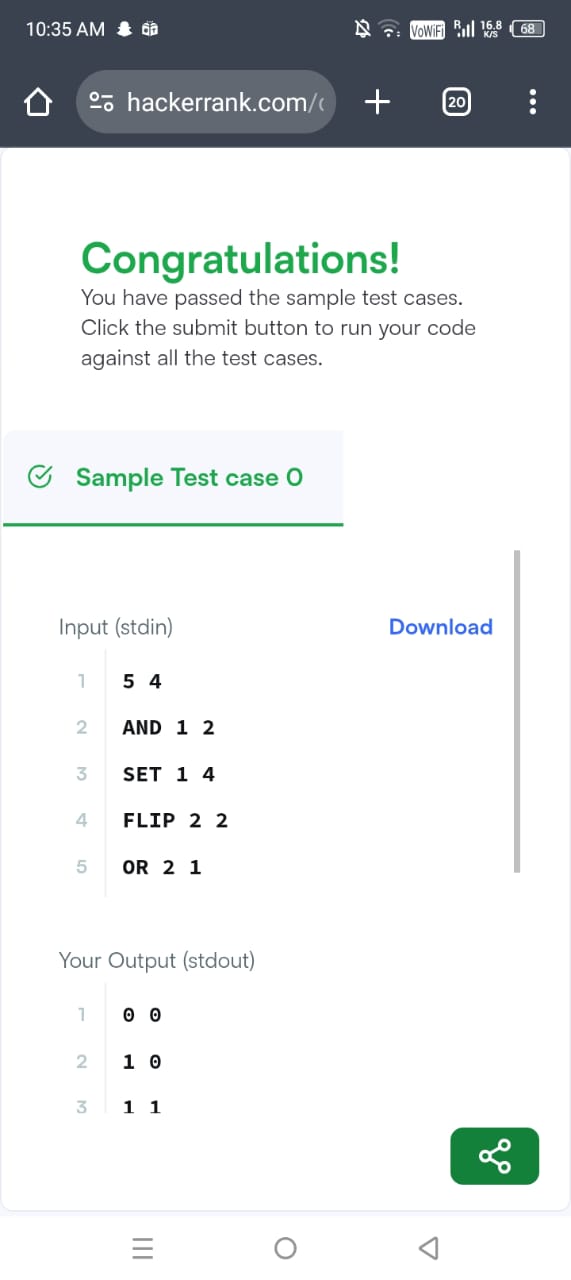 10:35 AM
VoWiFi R 16.8 K/S 68
hackerrank.com/
20
Congratulations!
You have passed the sample test cases.
Click the submit button to run your code
against all the test cases.
Sample Test case 0
Input (stdin)
Download
1 5 4
2 AND 1 2
3 SET 1 4
4 FLIP 2 2
5 OR 2 1
Your Output (stdout)
1 0 0
2 1 0
3 1 1